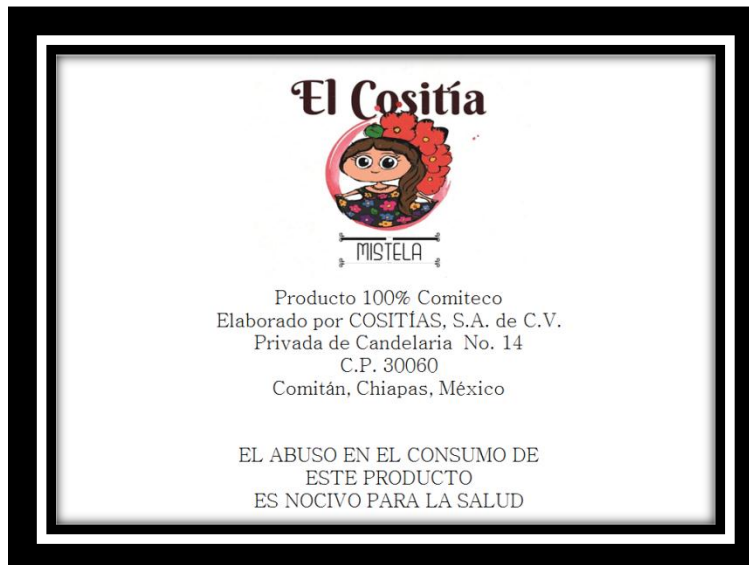 El Cositía
MISTELA
Producto 100% Comiteco
Elaborado por COSITÍAS, S.A. de C.V.
Privada de Candelaria No. 14
C.P. 30060
Comitán, Chiapas, México
EL ABUSO EN EL CONSUMO DE
ESTE PRODUCTO
ES NOCIVO PARA LA SALUD